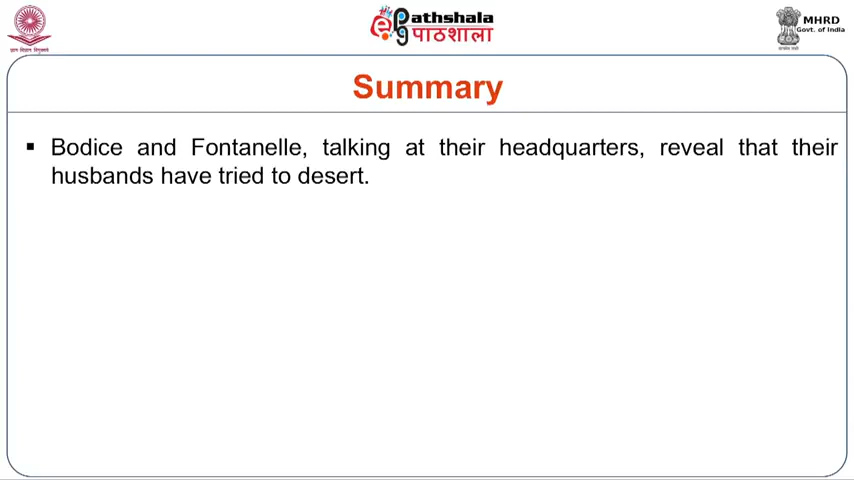 ePathshala
पाठशाला
MHRD
Govt. of India
Summary
▪ Bodice and Fontanelle, talking at their headquarters, reveal that their
husbands have tried to desert.